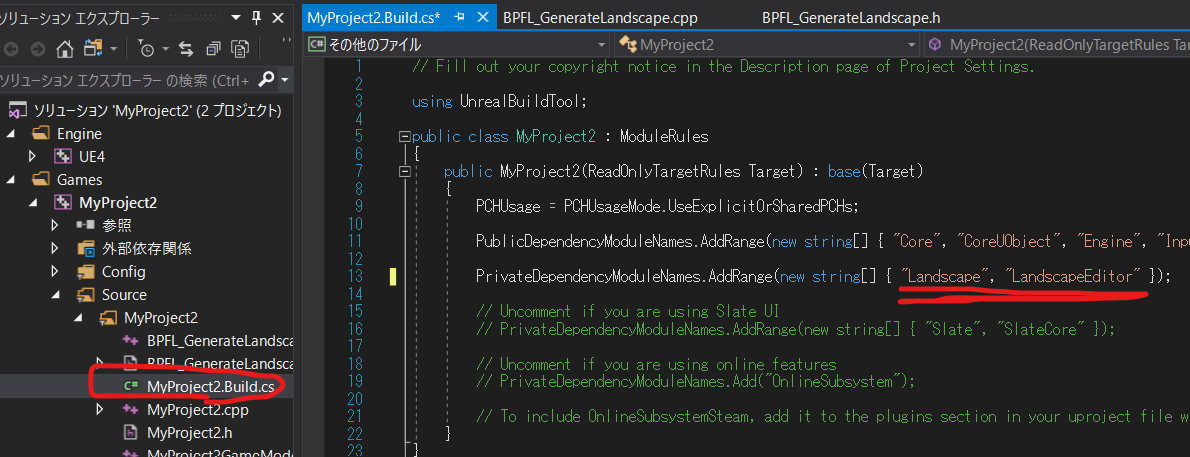 ソリューション エクスプローラー
ソリューション エクスプローラー の検索 (Ctrl+
ソリューション 'MyProject2' (2 プロジェクト)
Engine
UE4
Games
MyProject2
参照
外部依存関係
Config
Source
MyProject2
BPFL_GenerateLandsca
BPFL_GenerateLandsca
MyProject2.Build.cs
MyProject2.cpp
MyProject2.h
MyProject2GameMod
MyProject2.Build.cs*
BPFL_GenerateLandscape.cpp
BPFL_GenerateLandscape.h
C# その他のファイル
MyProject2
MyProject2(ReadOnlyTargetRules Tar
1 // Fill out your copyright notice in the Description page of Project Settings.
2
3 using UnrealBuildTool;
4
5 public class MyProject2 : ModuleRules
6 {
7 public MyProject2(ReadOnlyTargetRules Target) : base(Target)
8 {
9 PCHUsage = PCHUsageMode.UseExplicitOrSharedPCHs;
10
11 PublicDependencyModuleNames.AddRange(new string[] { "Core", "CoreUObject", "Engine", "Inpu
12
13 PrivateDependencyModuleNames.AddRange(new string[] { "Landscape", "LandscapeEditor" });
14
15 // Uncomment if you are using Slate UI
16 // PrivateDependencyModuleNames.AddRange(new string[] { "Slate", "SlateCore" });
17
18 // Uncomment if you are using online features
19 // PrivateDependencyModuleNames.Add("OnlineSubsystem");
20
21 // To include OnlineSubsystemSteam, add it to the plugins section in your uproject file w
22 }
23 }